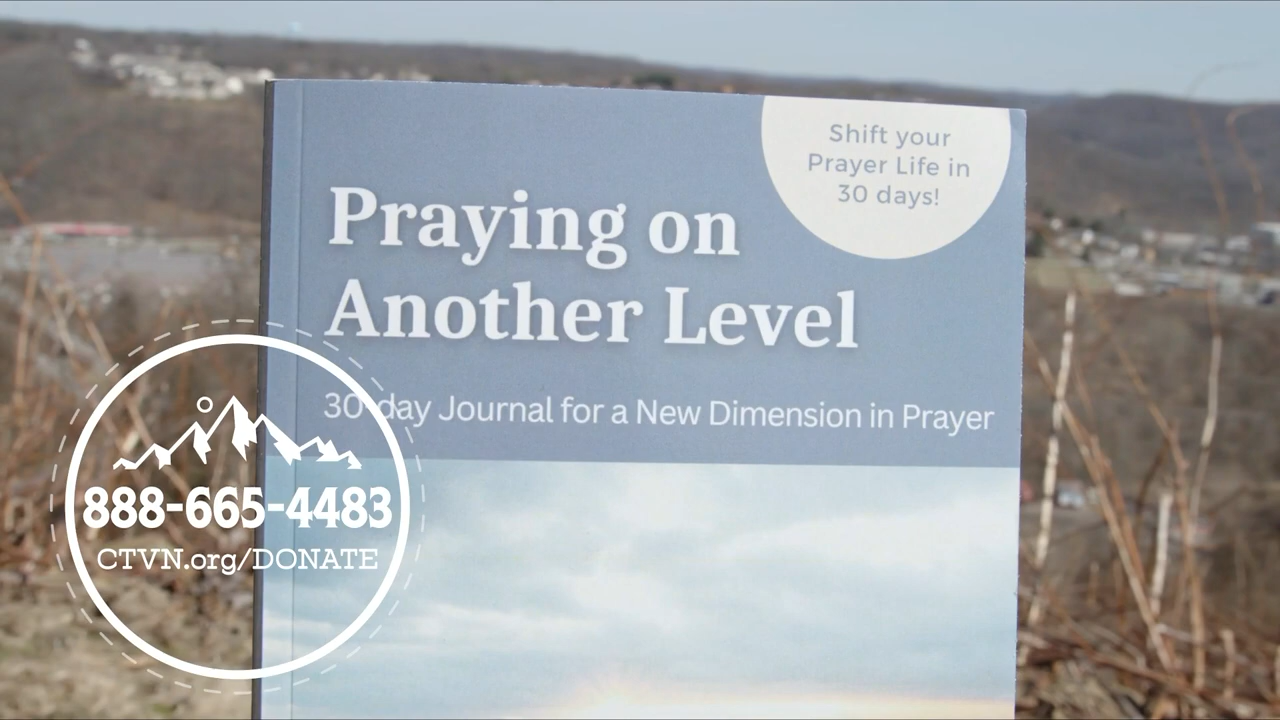 Shift your
Prayer Life in
30 days!
Praying on
Another Level
30-day Journal for a New Dimension in Prayer
888-665-4483
CTVN.org/DONATE